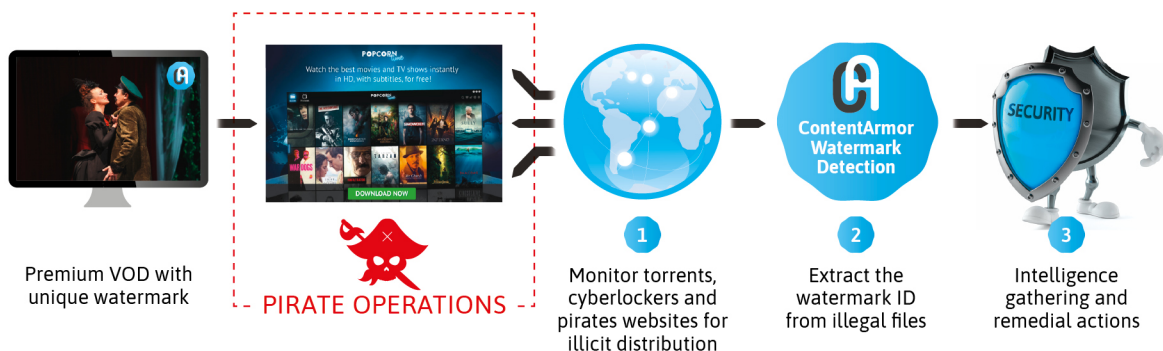 POPCORN
Time
Watch the best movies and TV shows instantly
in HD, with subtitles, for free!
DOWNLOAD NOW
PIRATE OPERATIONS
Premium VOD with
unique watermark
1
Monitor torrents,
cyberlockers and
pirates websites for
illicit distribution
ContentArmor
Watermark
Detection
2
Extract the
watermark ID
from illegal files
SECURITY
3
Intelligence
gathering and
remedial actions